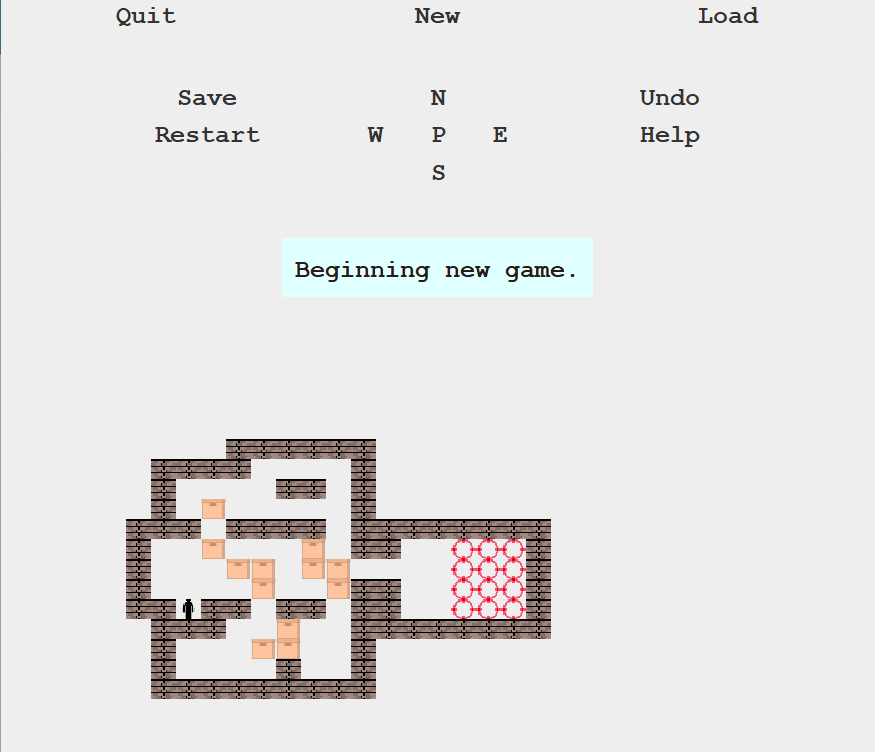 Quit New Load
Save N Undo
Restart W P E Help
S
Beginning new game.